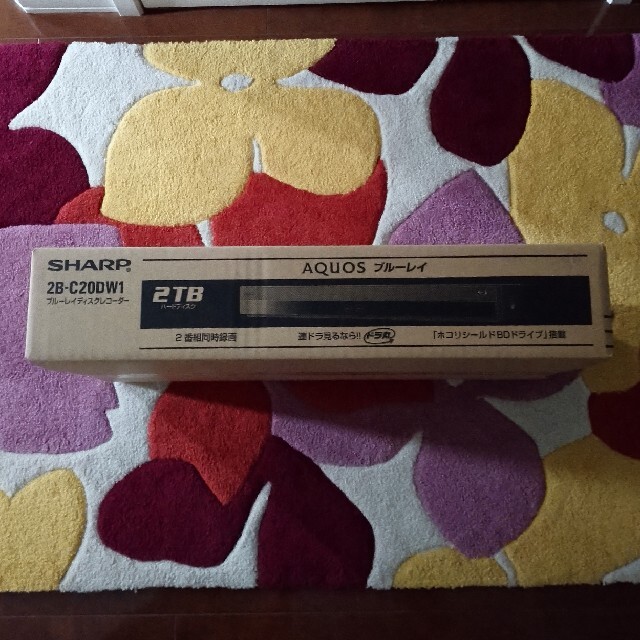 SHARP
2B-C20DW1
ブルーレイディスクレコーダー
2TB
ハードディスク
AQUOS ブルーレイ
2番組同時録画
連ドラ見るなら!! ドラ丸
「ホコリシールドBDドライブ」搭載